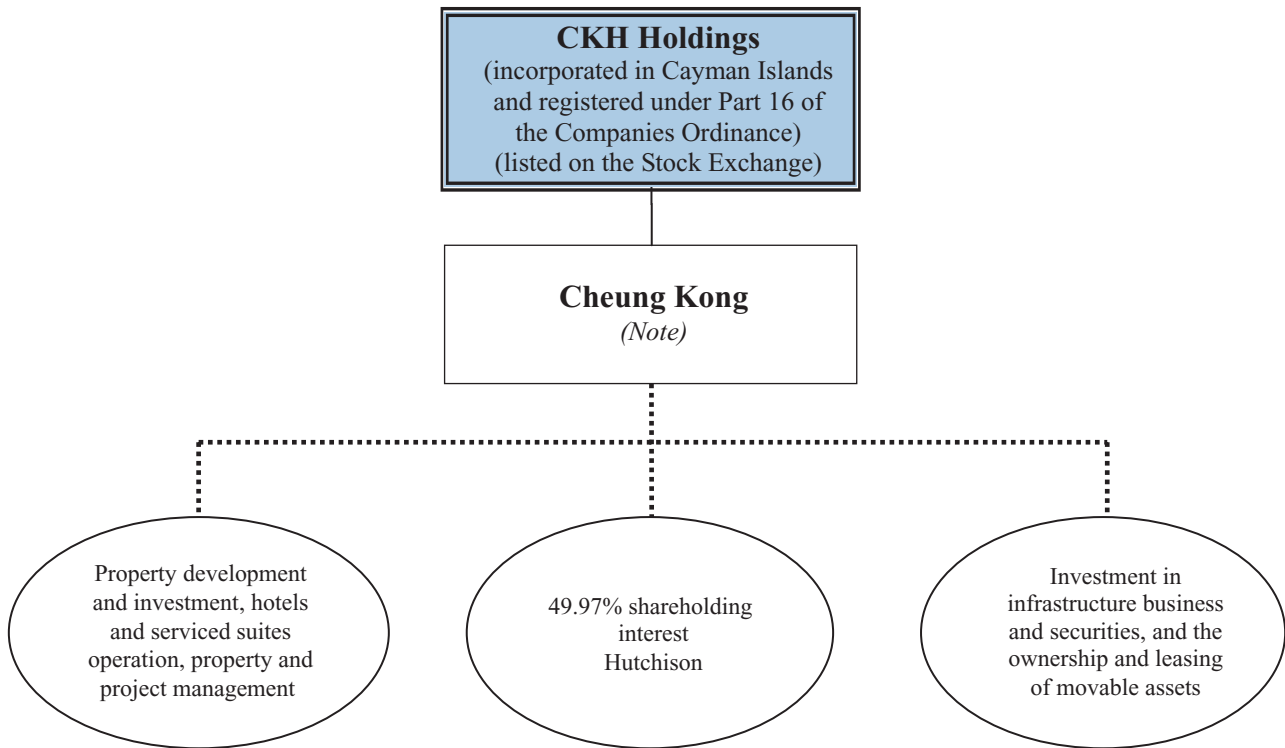 CKH Holdings
(incorporated in Cayman Islands
and registered under Part 16 of
the Companies Ordinance)
(listed on the Stock Exchange)
Cheung Kong
(Note)
Property development
and investment, hotels
and serviced suites
operation, property and
project management
49.97% shareholding
interest
Hutchison
Investment in
infrastructure business
and securities, and the
ownership and leasing
of movable assets